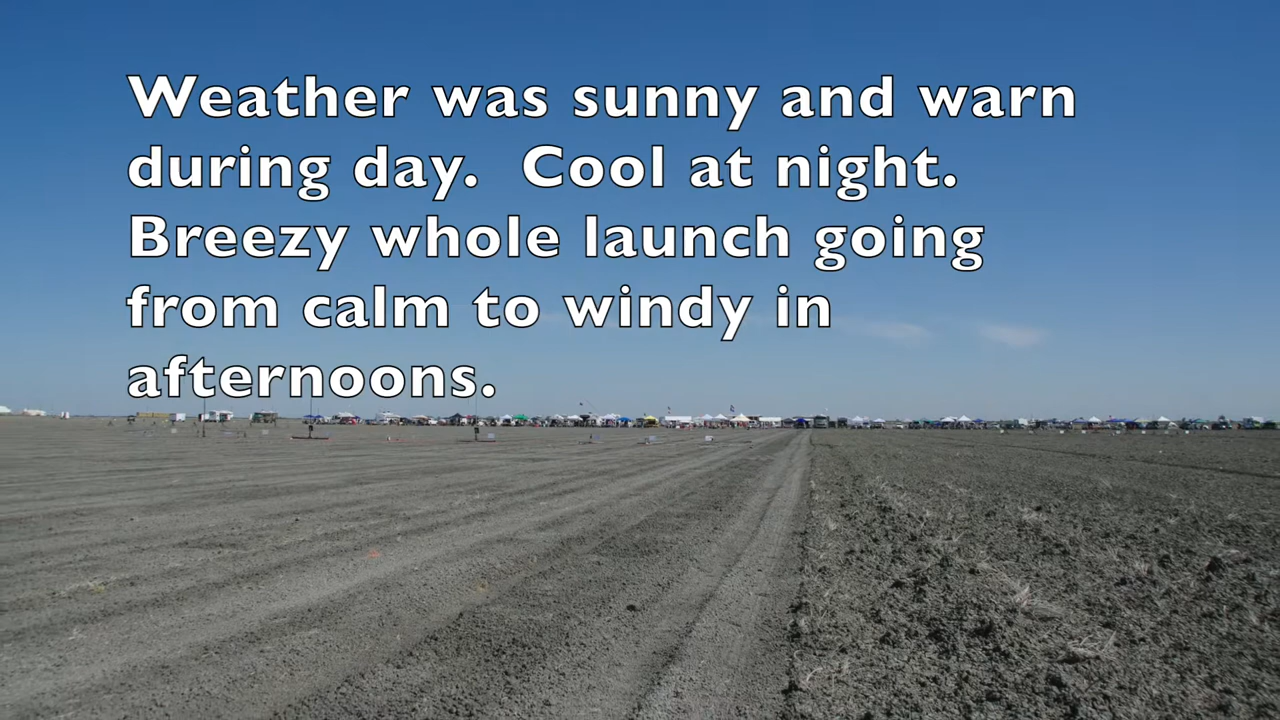 Weather was sunny and warn
during day.  Cool at night.
Breezy whole launch going
from calm to windy in
afternoons.